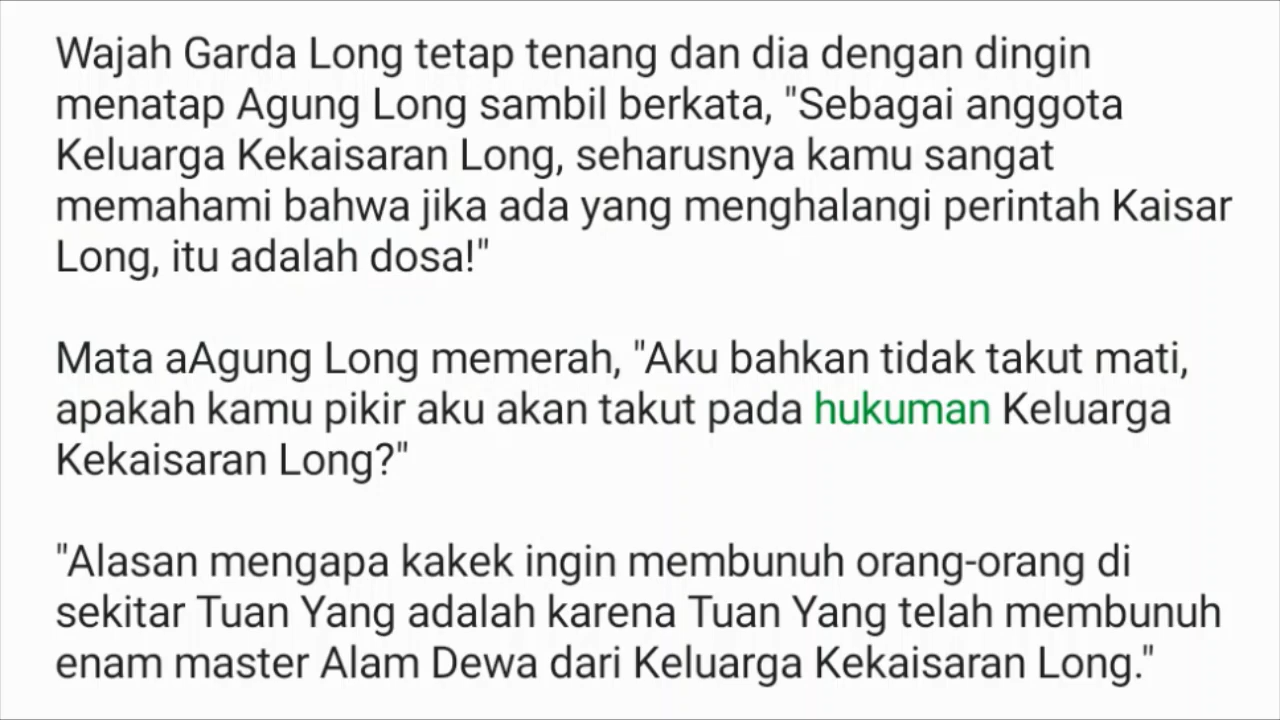 Wajah Garda Long tetap tenang dan dia dengan dingin
menatap Agung Long sambil berkata, "Sebagai anggota
Keluarga Kekaisaran Long, seharusnya kamu sangat
memahami bahwa jika ada yang menghalangi perintah Kaisar
Long, itu adalah dosa!"
Mata aAgung Long memerah, "Aku bahkan tidak takut mati,
apakah kamu pikir aku akan takut pada hukuman Keluarga
Kekaisaran Long?"
"Alasan mengapa kakek ingin membunuh orang-orang di
sekitar Tuan Yang adalah karena Tuan Yang telah membunuh
enam master Alam Dewa dari Keluarga Kekaisaran Long."